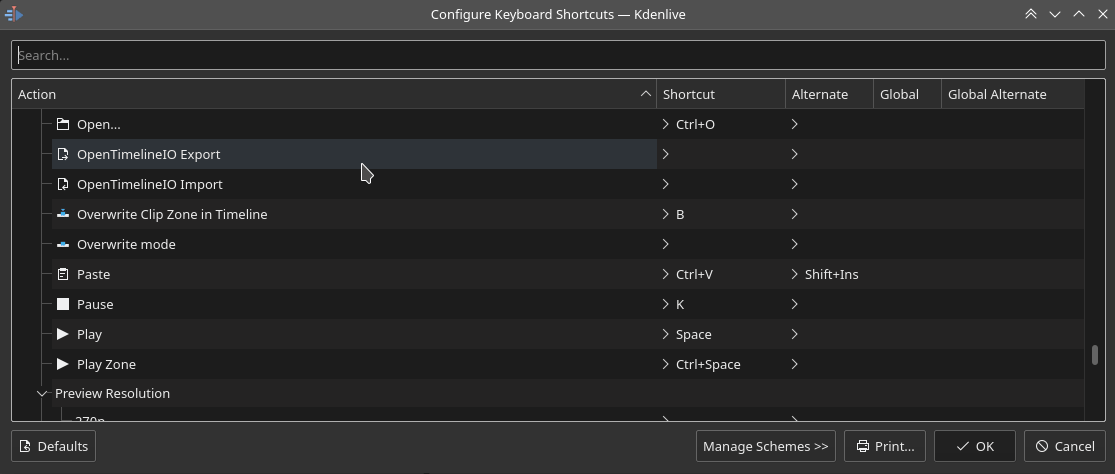 Configure Keyboard Shortcuts — Kdenlive
Search...
Action Shortcut Alternate Global Global Alternate
Open... Ctrl+O
OpenTimelineIO Export
OpenTimelineIO Import
Overwrite Clip Zone in Timeline B
Overwrite mode
Paste Ctrl+V Shift+Ins
Pause K
Play Space
Play Zone Ctrl+Space
Preview Resolution
270p
Defaults Manage Schemes >> Print... OK Cancel